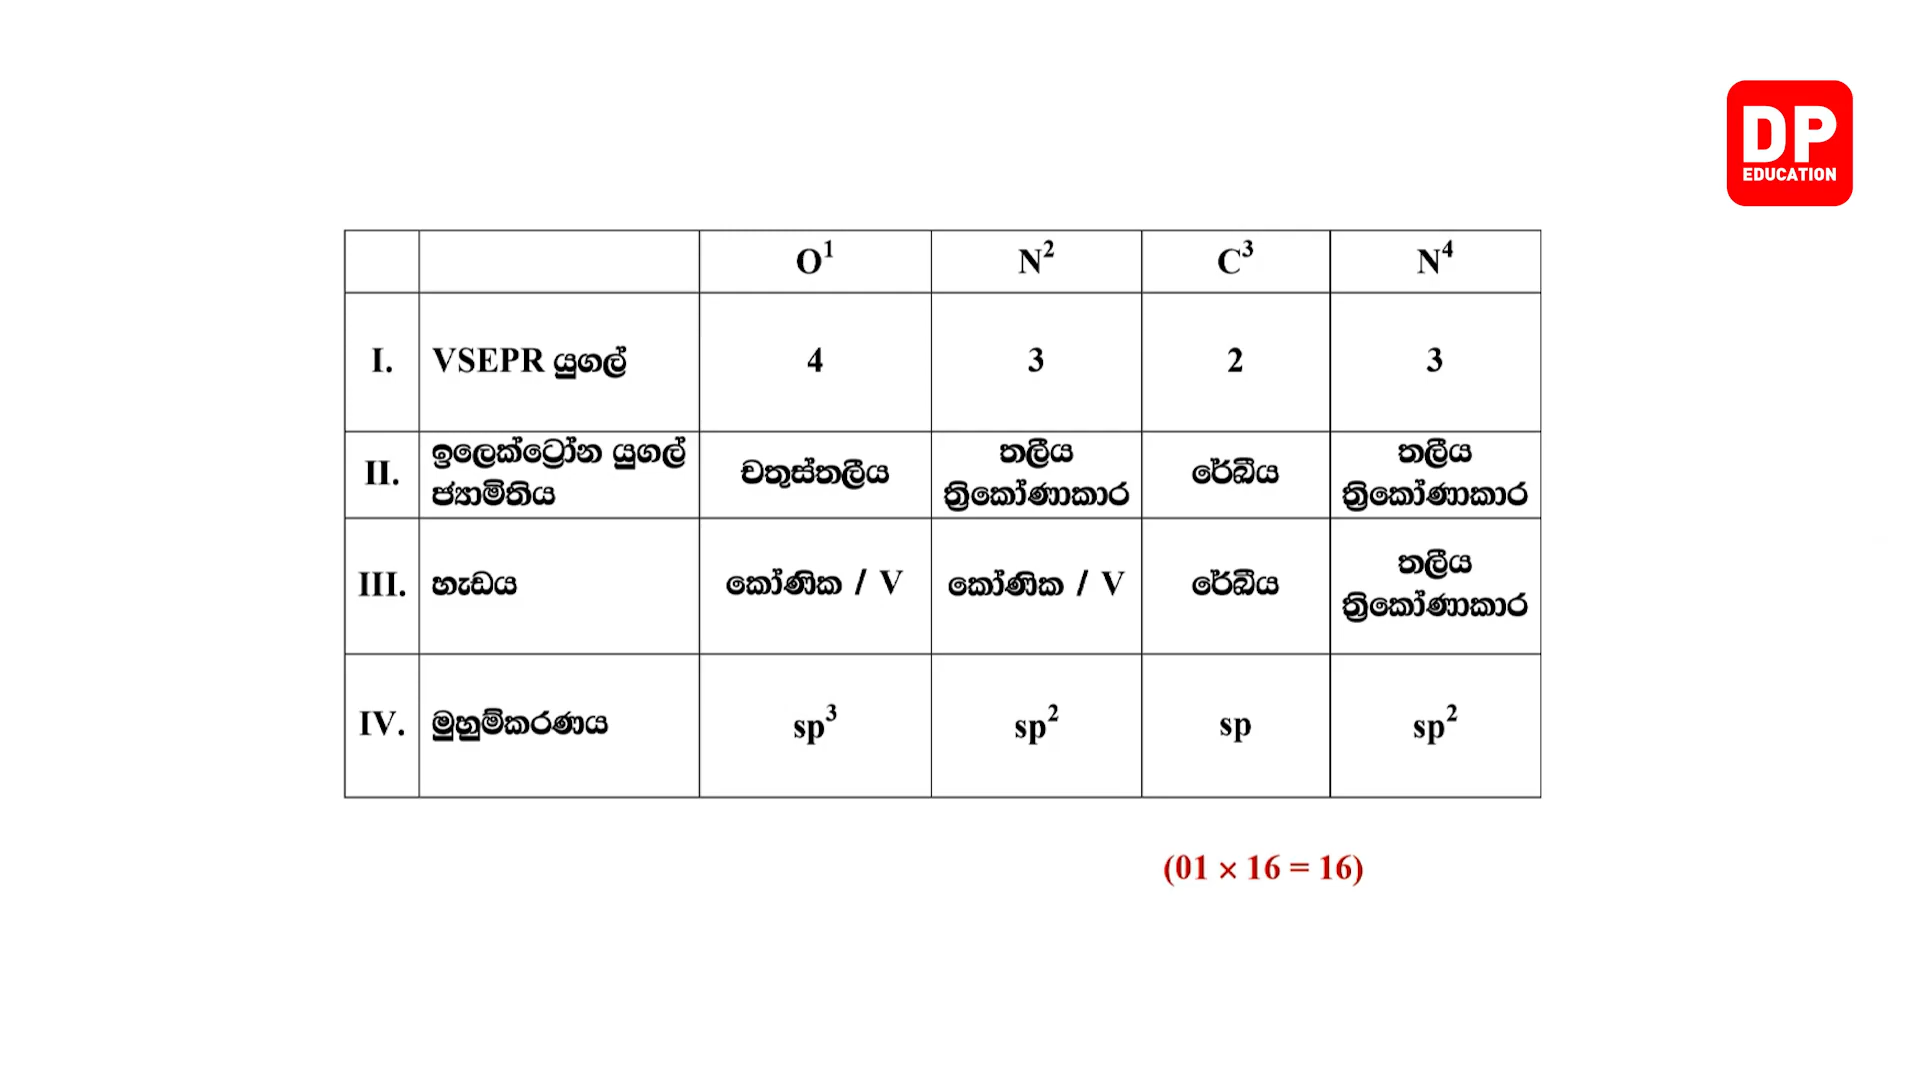 DP
EDUCATION
O¹ N² C³ N⁴
I. VSEPR යුගල් 4 3 2 3
II. ඉලෙක්ට්‍රෝන යුගල් ජ්‍යාමිතිය චතුස්තලීය තලීය ත්‍රිකෝණාකාර රේඛීය තලීය ත්‍රිකෝණාකාර
III. හැඩය කෝණික / V කෝණික / V රේඛීය තලීය ත්‍රිකෝණාකාර
IV. මුහුම්කරණය sp³ sp² sp sp²
(01 × 16 = 16)